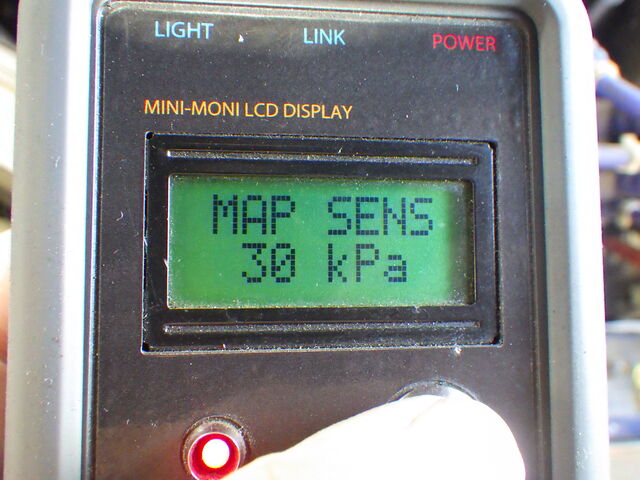 LIGHT LINK POWER
MINI-MONI LCD DISPLAY
MAP SENS
30 kPa